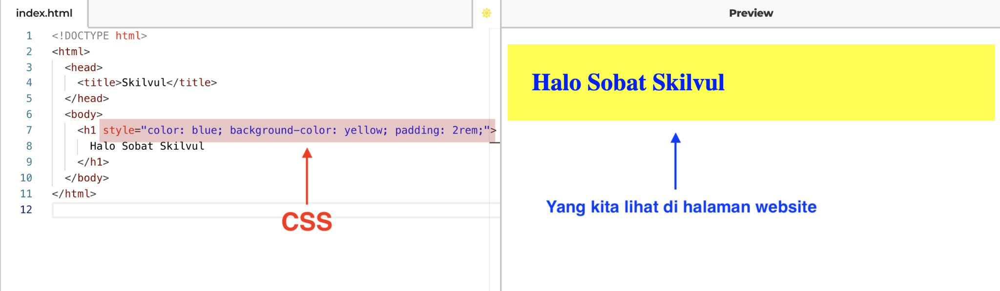 index.html
Preview
1 <!DOCTYPE html>
2 <html>
3 <head>
4 <title>Skilvul</title>
5 </head>
6 <body>
7 <h1 style="color: blue; background-color: yellow; padding: 2rem;">
8 Halo Sobat Skilvul
9 </h1>
10 </body>
11 </html>
12
CSS
Halo Sobat Skilvul
Yang kita lihat di halaman website